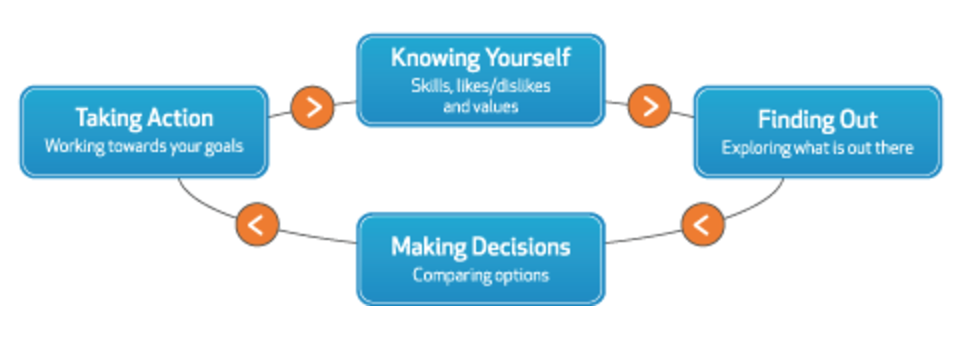 Knowing Yourself
Skills, likes/dislikes
and values
Taking Action
Working towards your goals
Finding Out
Exploring what is out there
Making Decisions
Comparing options